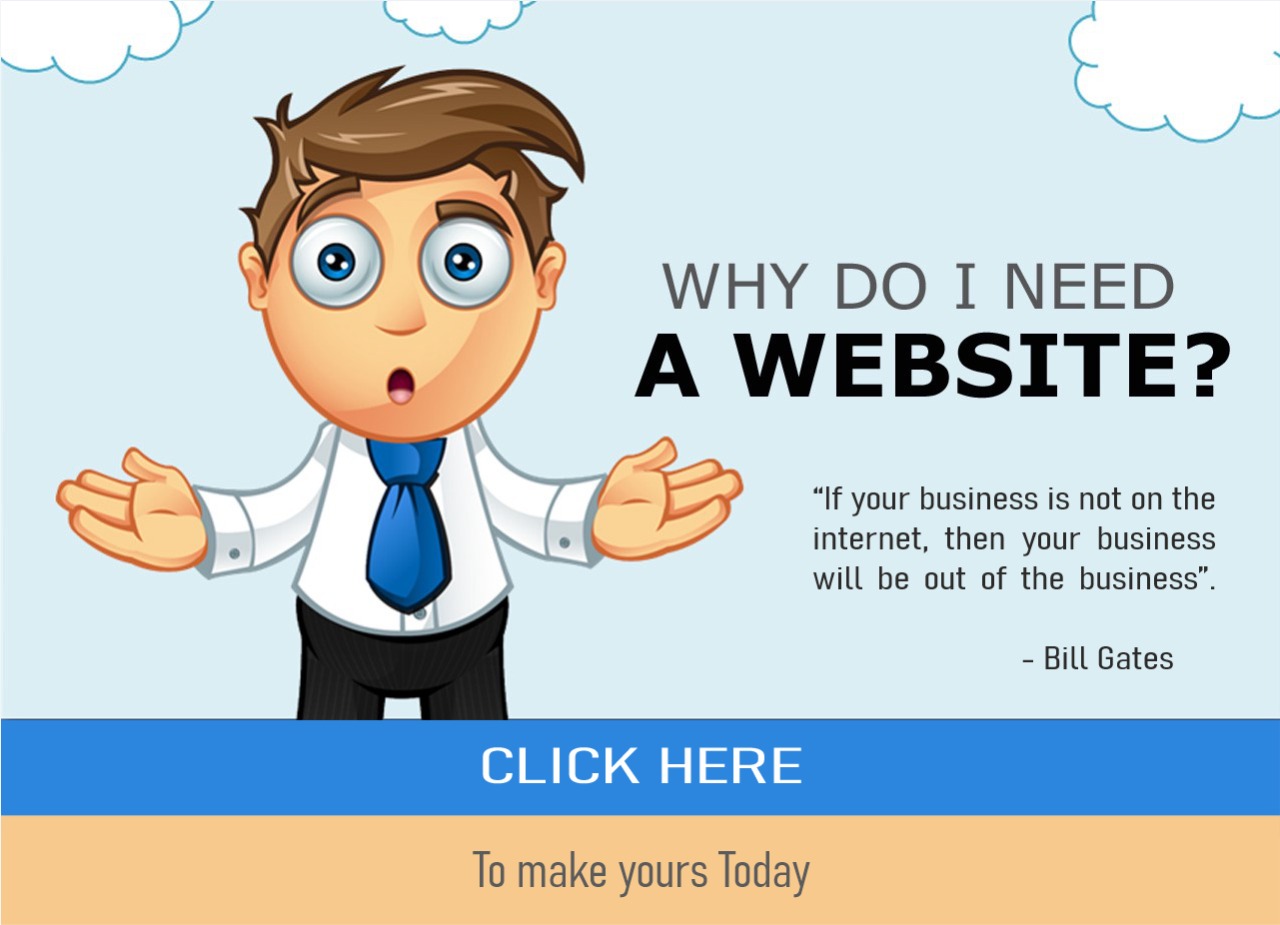 WHY DO I NEED
A WEBSITE?
“If your business is not on the
internet, then your business
will be out of the business”.
- Bill Gates
CLICK HERE
To make yours Today